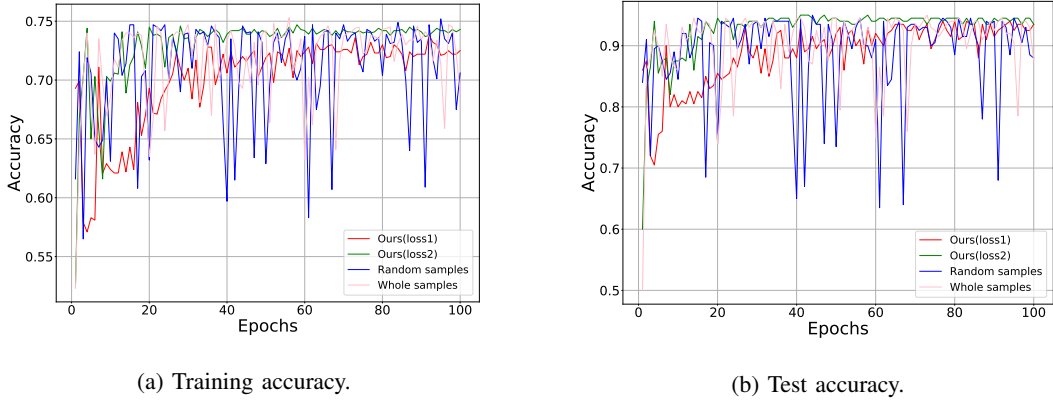 0.75
0.70
0.65
0.60
0.55
Accuracy
0 20 40 60 80 100
Epochs
Ours(loss1)
Ours(loss2)
Random samples
Whole samples
(a) Training accuracy.
0.9
0.8
0.7
0.6
0.5
Accuracy
0 20 40 60 80 100
Epochs
Ours(loss1)
Ours(loss2)
Random samples
Whole samples
(b) Test accuracy.